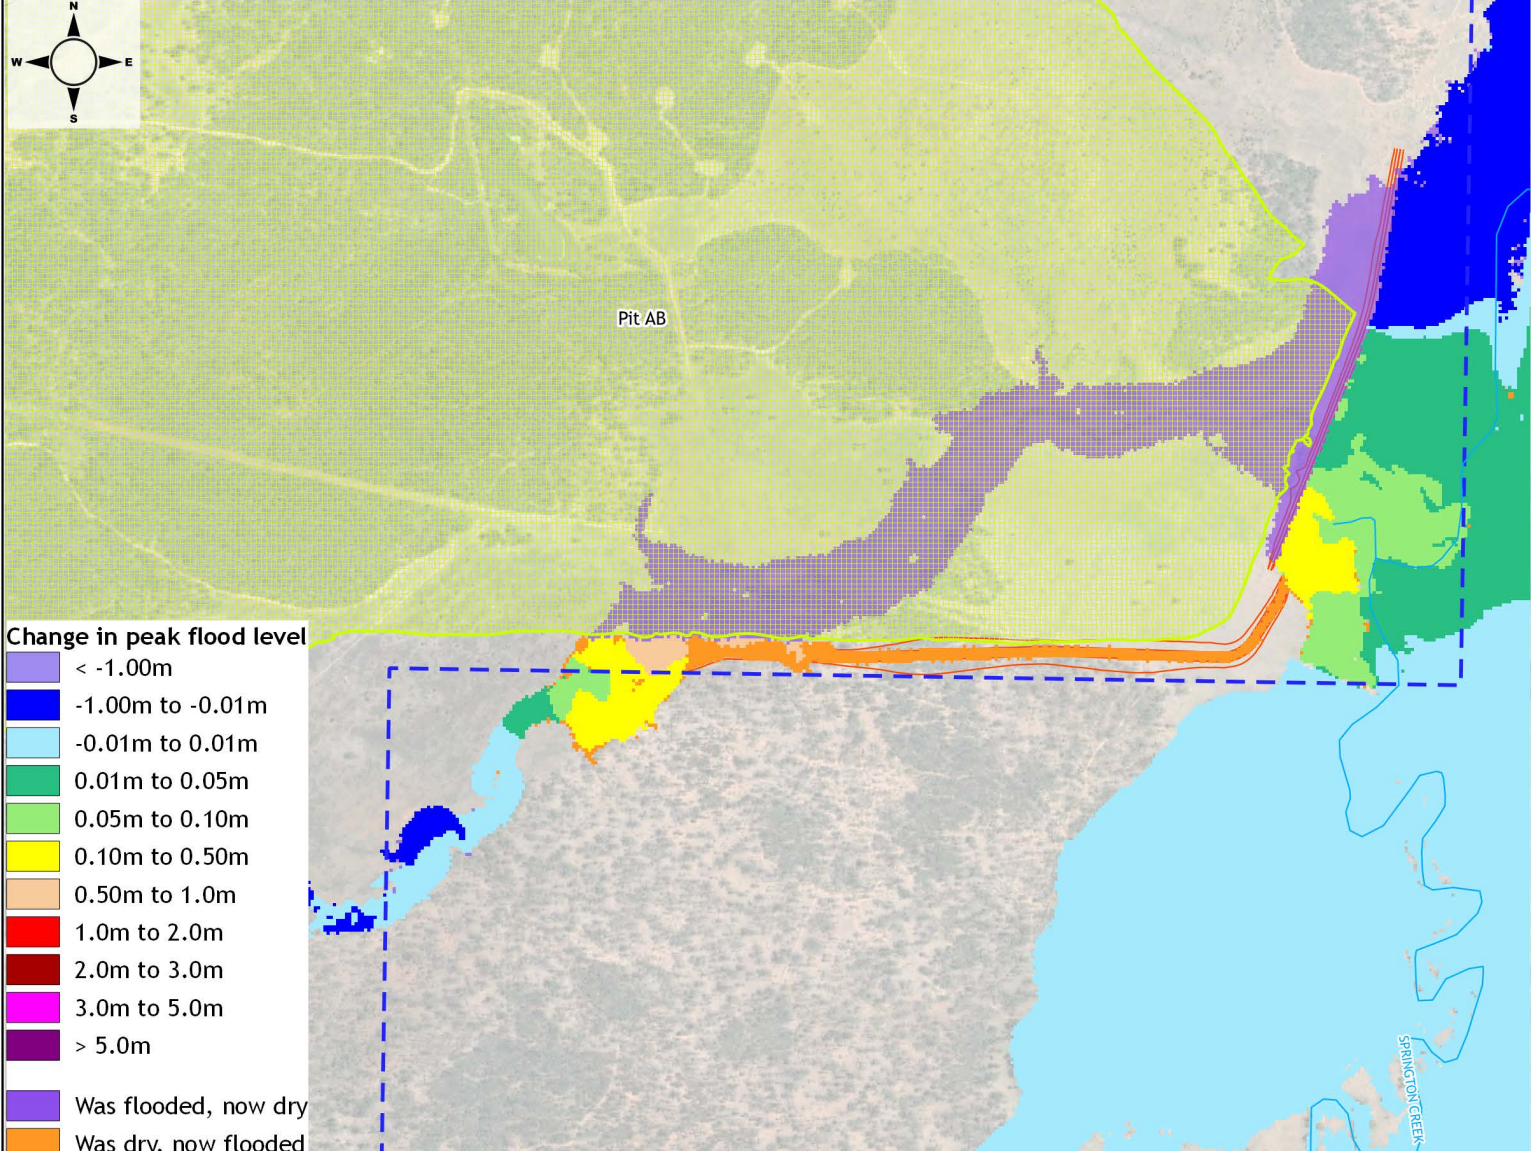 N
W E
S
Pit AB
Change in peak flood level
< -1.00m
-1.00m to -0.01m
-0.01m to 0.01m
0.01m to 0.05m
0.05m to 0.10m
0.10m to 0.50m
0.50m to 1.0m
1.0m to 2.0m
2.0m to 3.0m
3.0m to 5.0m
> 5.0m
Was flooded, now dry
Was dry, now flooded
SPRINGTON CREEK